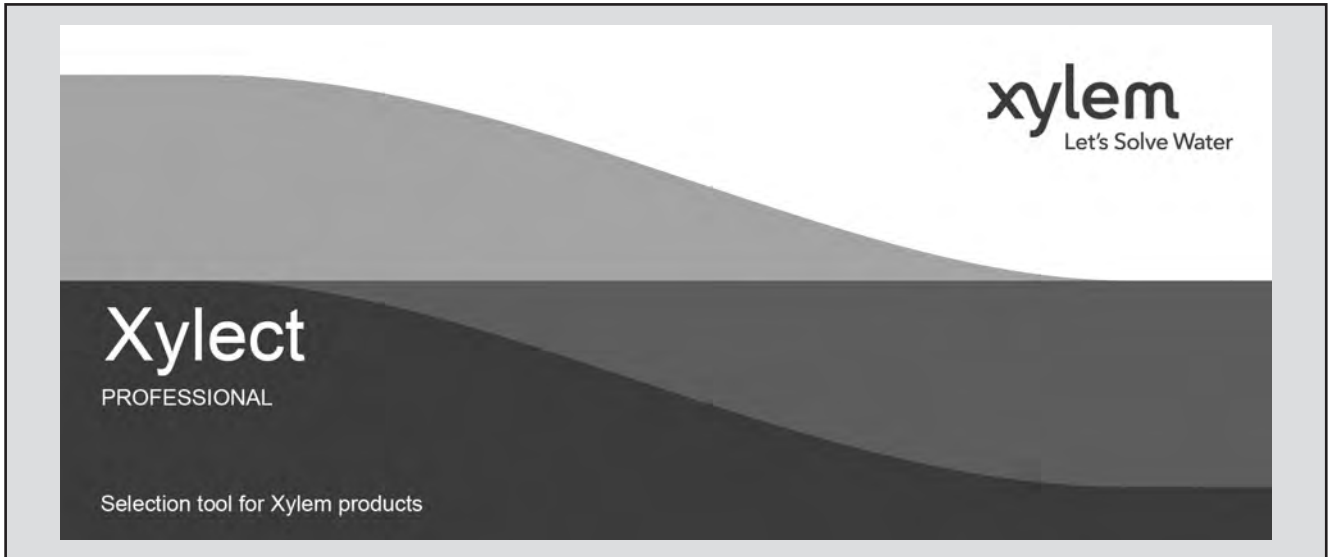 xylem
Let's Solve Water
Xylect
PROFESSIONAL
Selection tool for Xylem products